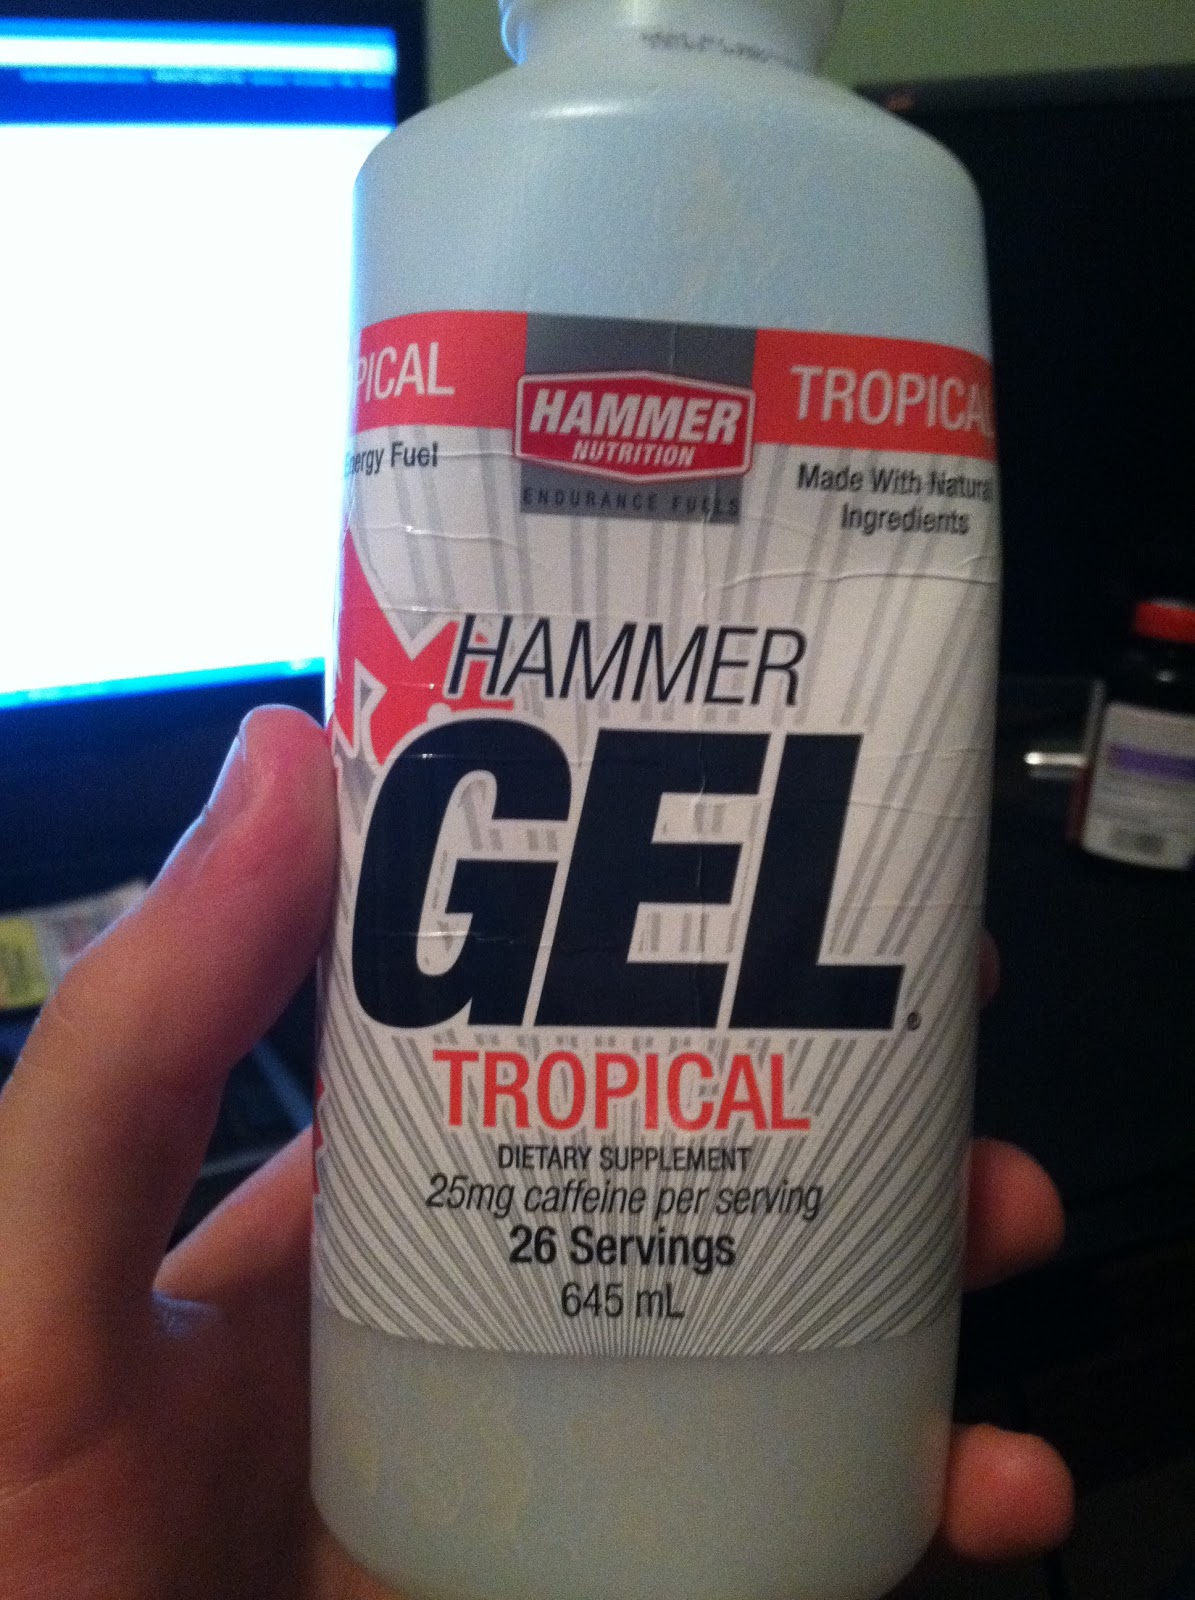 PICAL
HAMMER
NUTRITION
ENDURANCE FUELS
TROPICAL
Energy Fuel
Made With Natural
Ingredients
HAMMER
GEL®
TROPICAL
DIETARY SUPPLEMENT
25mg caffeine per serving
26 Servings
645 mL